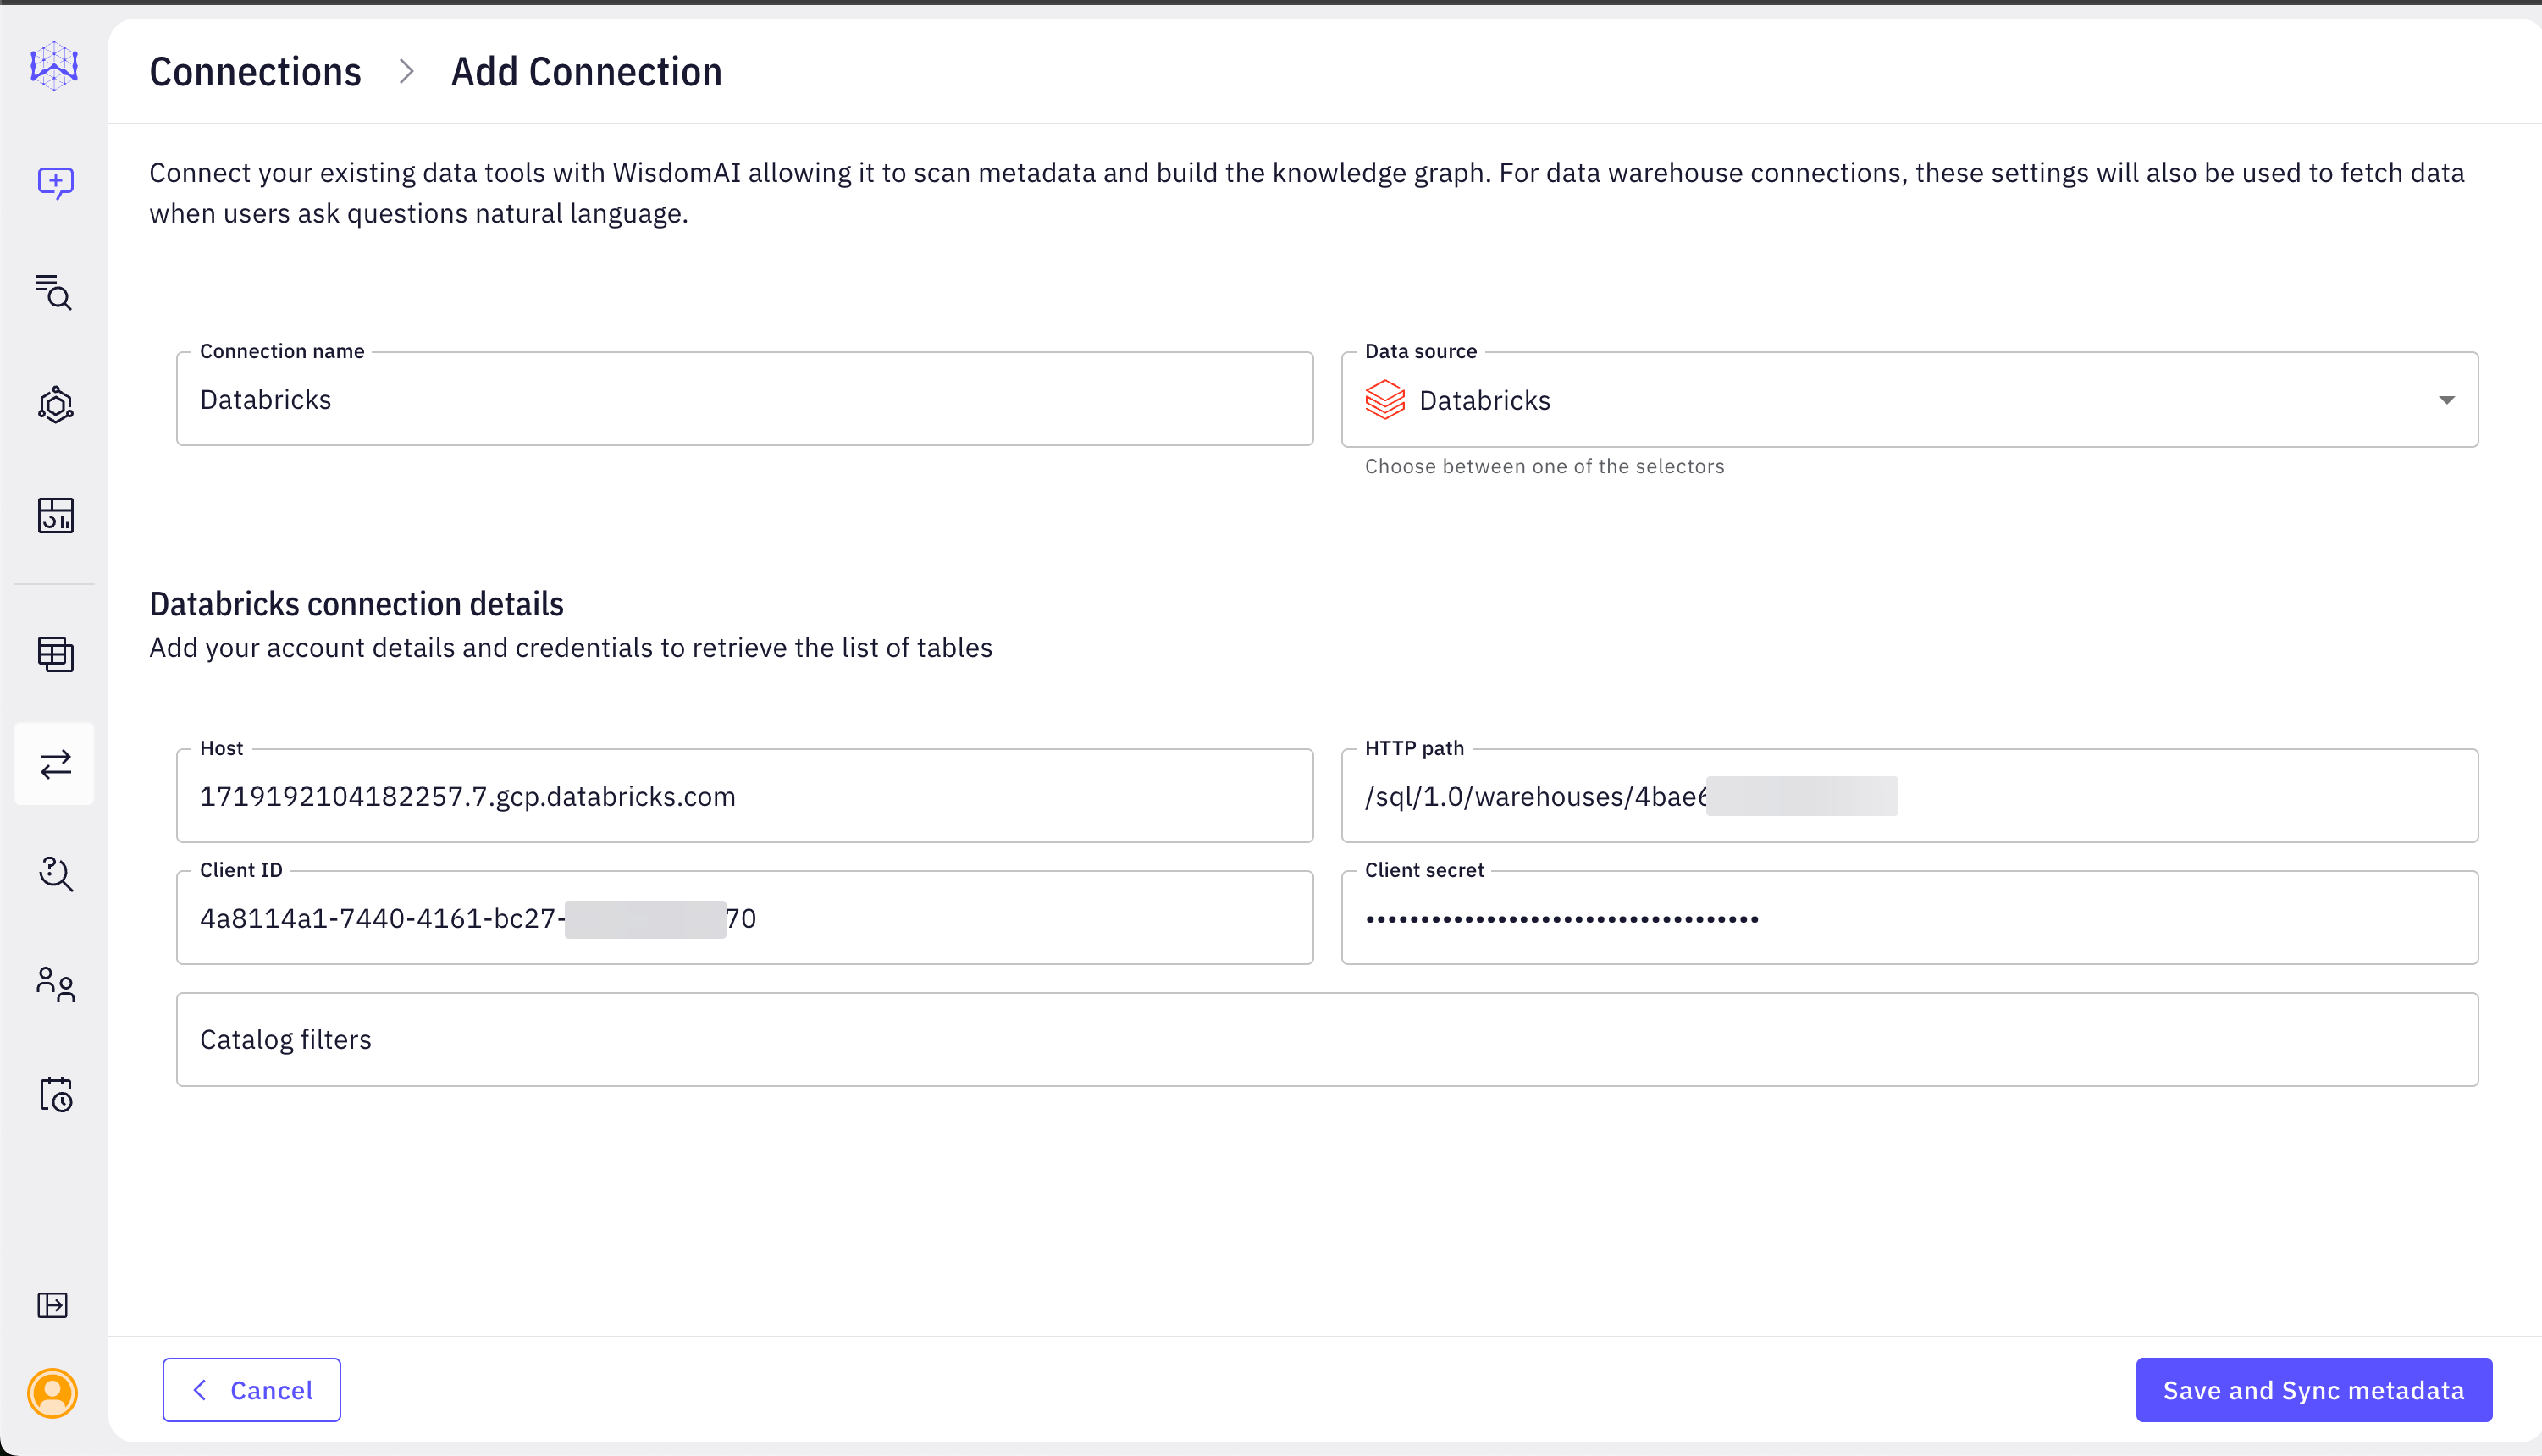 Connections > Add Connection
Connect your existing data tools with WisdomAI allowing it to scan metadata and build the knowledge graph. For data warehouse connections, these settings will also be used to fetch data
when users ask questions natural language.
Connection name
Databricks
Data source
Databricks
Choose between one of the selectors
Databricks connection details
Add your account details and credentials to retrieve the list of tables
Host
1719192104182257.7.gcp.databricks.com
HTTP path
/sql/1.0/warehouses/4bae6
Client ID
4a8114a1-7440-4161-bc27- 70
Client secret
••••••••••••••••••••••••••••••••••••
Catalog filters
Cancel
Save and Sync metadata